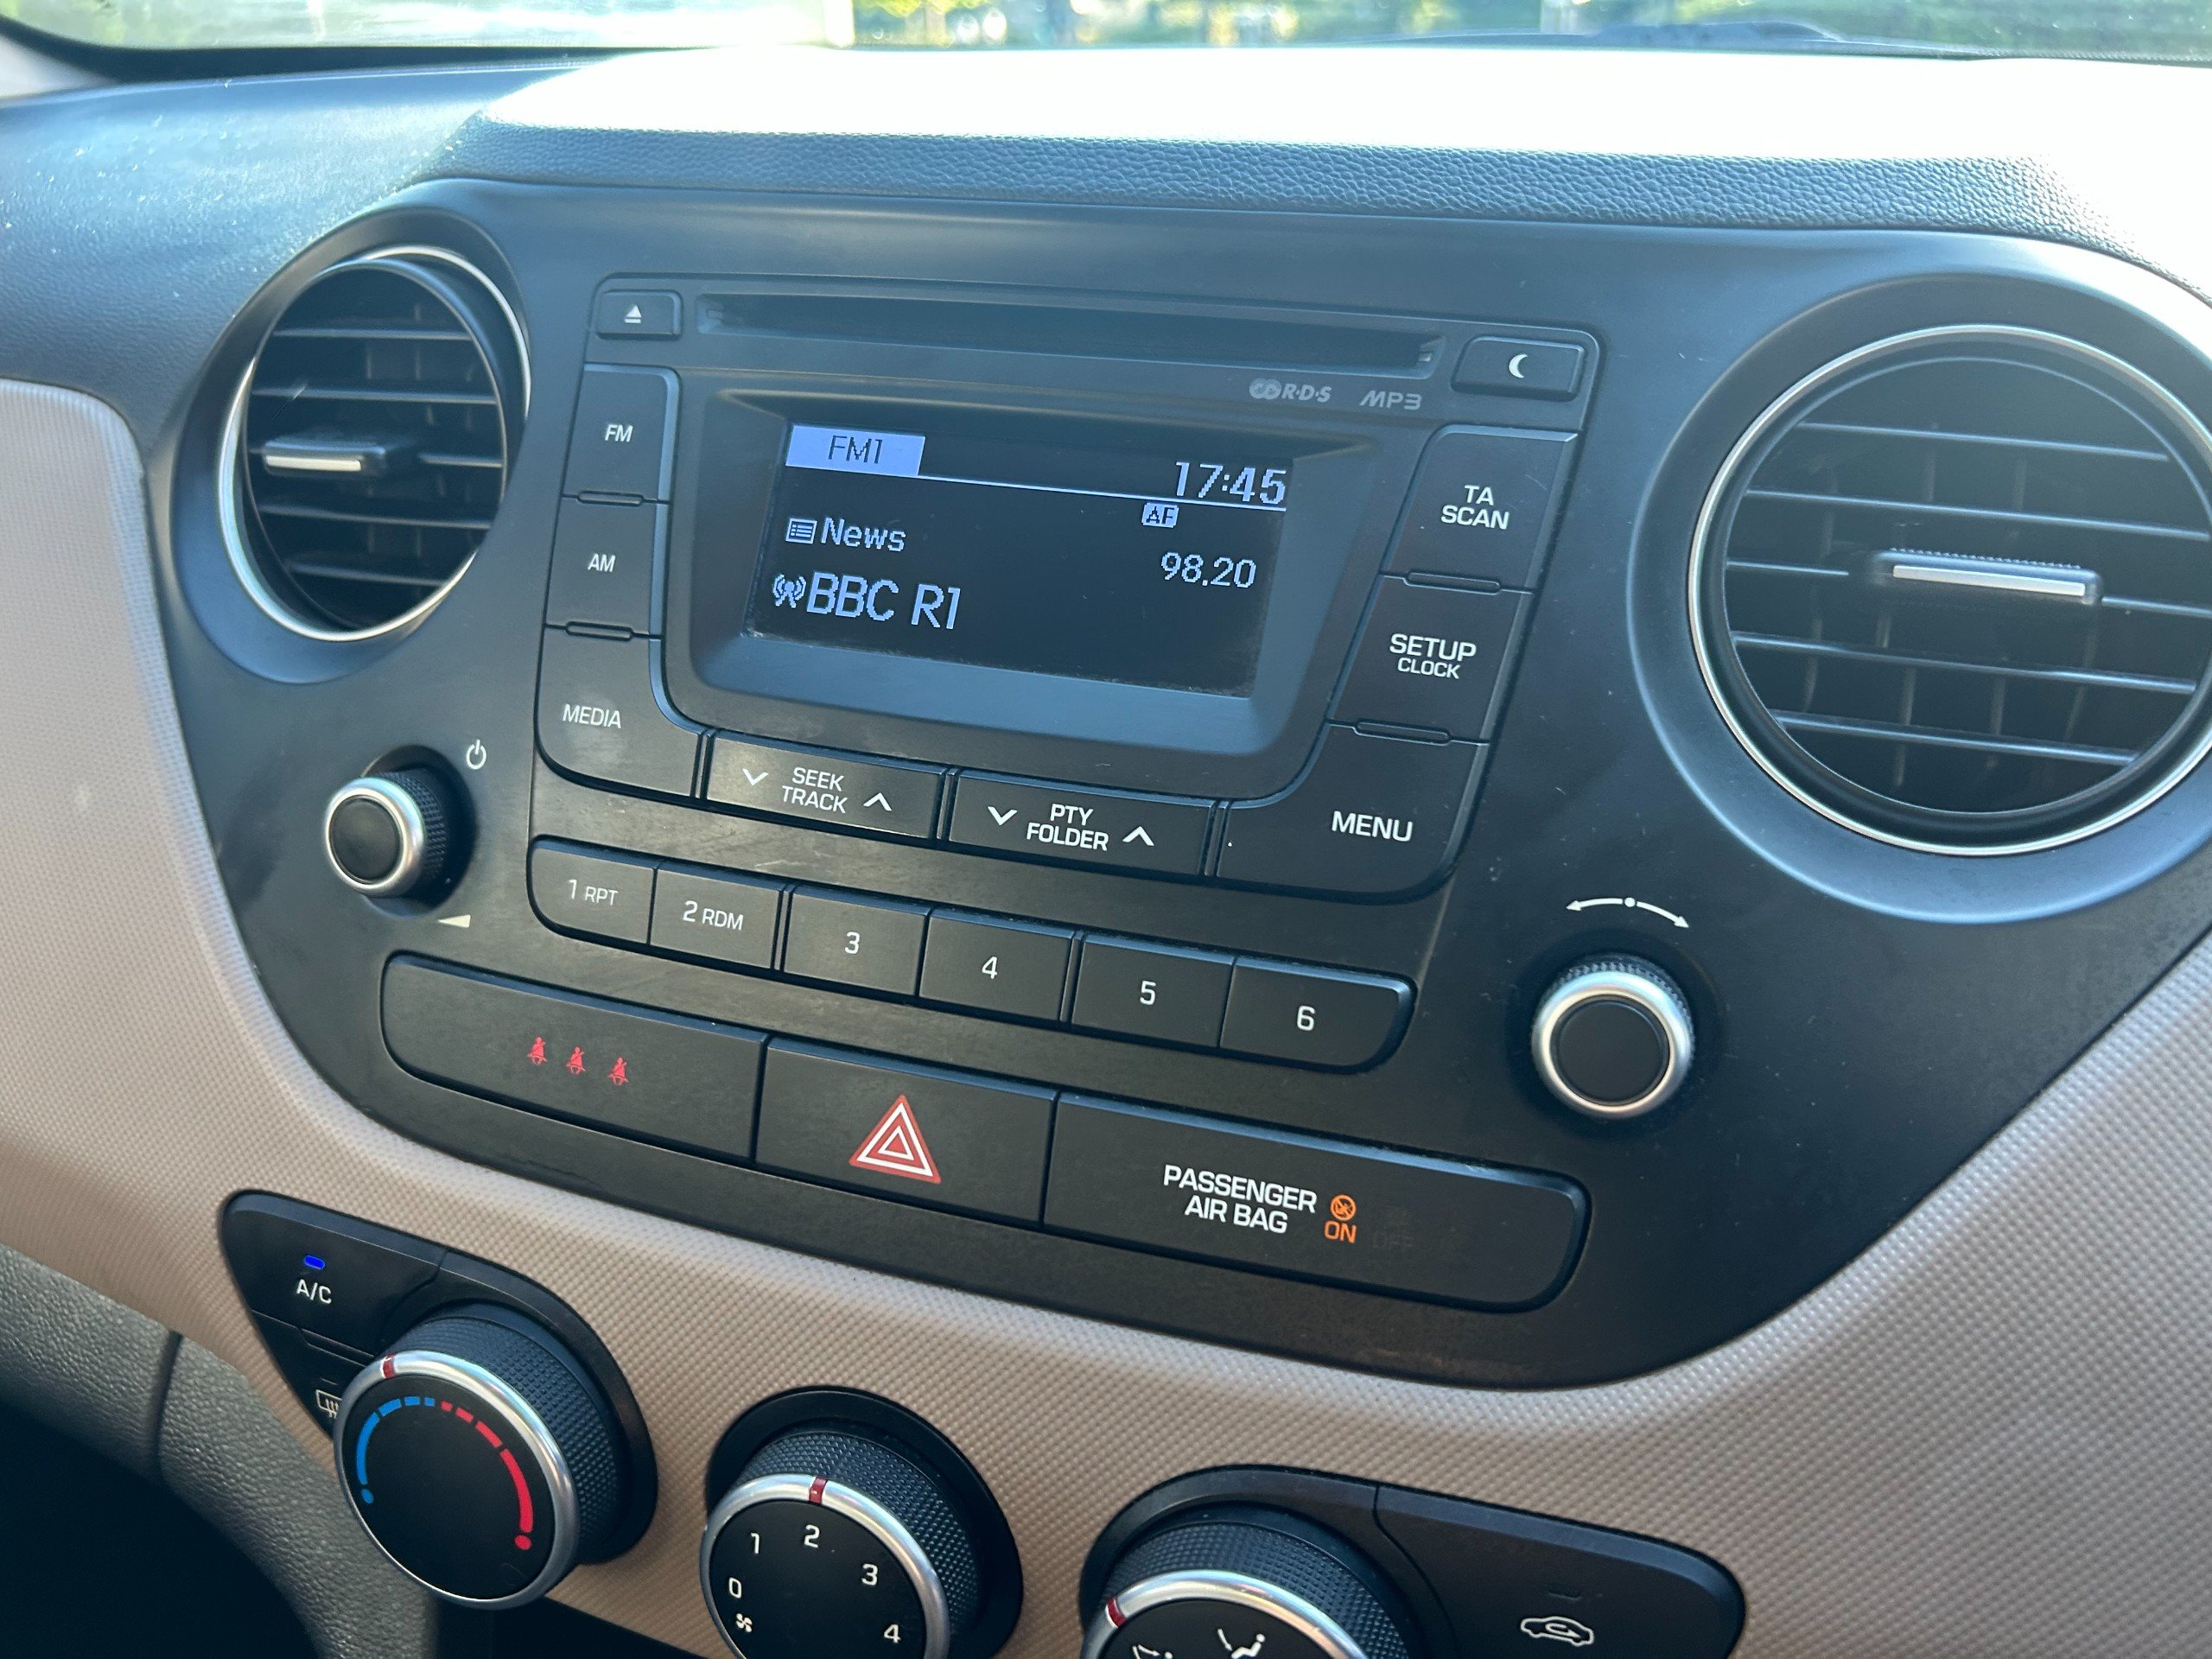 RDS MP3
FM
FM1
17:45
AF
TA
SCAN
News
98.20
AM
BBC R1
SETUP
CLOCK
MEDIA
SEEK
TRACK
PTY
FOLDER
MENU
1 RPT
2 RDM
3
4
5
6
PASSENGER
AIR BAG
ON
OFF
A/C
0
1
2
3
4